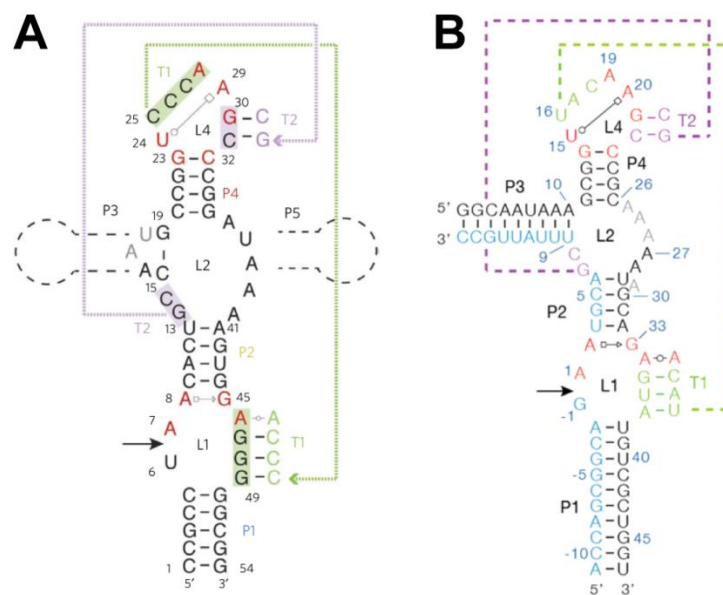 A
T1
A
29
C
A
C
30
25
C
G
C
T2
24
U
L4
C
G
23
G
C
32
C–G
C–G
P4
C–G
A
P3
19
U
G
U
P5
A
A
L2
A
A
C
15
C
A
G
T2
13
U–A
41
C–G
P2
A–U
C–G
8
A
G
45
7
A
A
A
G–C
T1
L1
6
U
G–C
G–C
49
C–G
C–G
G–C
P1
C–G
1
C–G
54
5'
3'
B
19
A
C
A
20
A
16
U
A
G
C
T2
15
U
L4
C
G
G
C
G–C
P4
C–G
P3
10
G–C
26
5'
GGCAAUAAA
A
3'
CCGUUAUUU
L2
A
A
9
C
A
27
G
A
A–U
A
5
C–G
30
P2
G–C
U–A
33
A
G
1
A
A
A
L1
G–C
T1
-1
G
U–A
A–U
A–U
C–G
G–U
40
-5
G–C
C–G
P1
G–C
A–U
C–G
45
-10
C–G
A–U
5'
3'